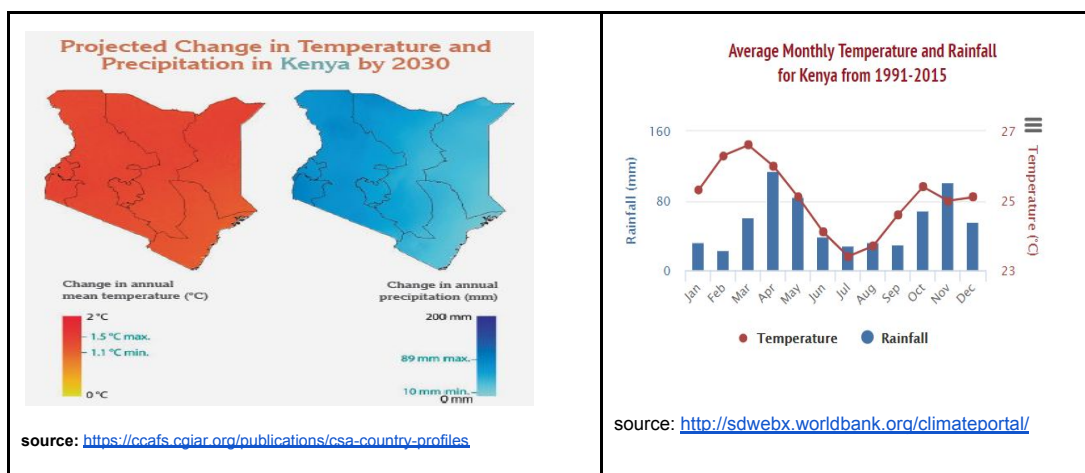 Projected Change in Temperature and
Precipitation in Kenya by 2030
Change in annual
mean temperature (°C)
2 °C
1.5 °C max.
1.1 °C min.
0 °C
Change in annual
precipitation (mm)
200 mm
89 mm max.
10 mm min.
0 mm
source: https://ccafs.cgiar.org/publications/csa-country-profiles
Average Monthly Temperature and Rainfall
for Kenya from 1991-2015
Rainfall (mm)
160
80
0
27
25
23
Temperature (°C)
Jan
Feb
Mar
Apr
May
Jun
Jul
Aug
Sep
Oct
Nov
Dec
Temperature
Rainfall
source: http://sdwebx.worldbank.org/climateportal/